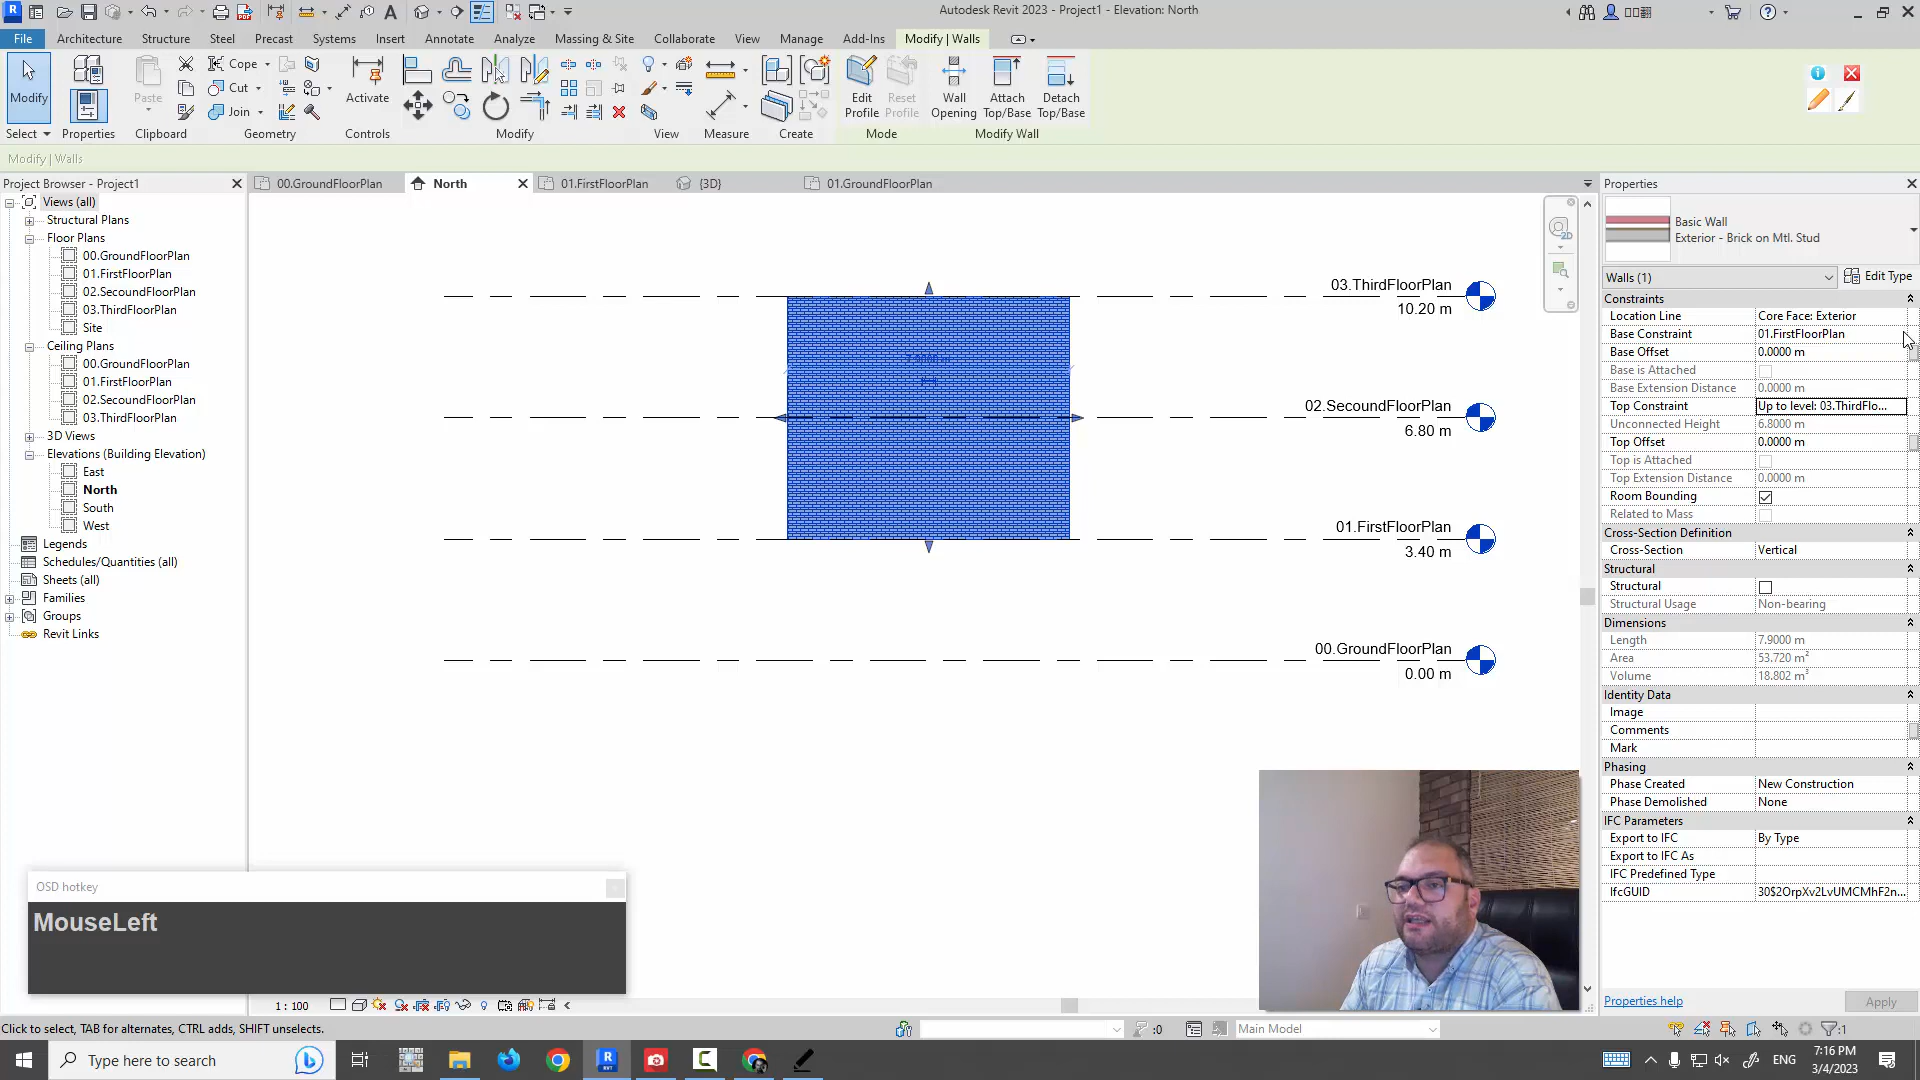 Autodesk Revit 2023 - Project1 - Elevation: North
File
Architecture
Structure
Steel
Precast
Systems
Insert
Annotate
Analyze
Massing & Site
Collaborate
View
Manage
Add-Ins
Modify | Walls
Modify
Select
Properties
Paste
Clipboard
Cope
Cut
Join
Geometry
Activate
Controls
Modify
View
Measure
Create
Edit
Profile
Reset
Profile
Mode
Wall
Opening
Attach
Top/Base
Detach
Top/Base
Modify Wall
Modify | Walls
Project Browser - Project1
Views (all)
Structural Plans
Floor Plans
00.GroundFloorPlan
01.FirstFloorPlan
02.SecoundFloorPlan
03.ThirdFloorPlan
Site
Ceiling Plans
00.GroundFloorPlan
01.FirstFloorPlan
02.SecoundFloorPlan
03.ThirdFloorPlan
3D Views
Elevations (Building Elevation)
East
North
South
West
Legends
Schedules/Quantities (all)
Sheets (all)
Families
Groups
Revit Links
00.GroundFloorPlan
North
01.FirstFloorPlan
{3D}
01.GroundFloorPlan
2D
03.ThirdFloorPlan
10.20 m
02.SecoundFloorPlan
6.80 m
01.FirstFloorPlan
3.40 m
00.GroundFloorPlan
0.00 m
Properties
Basic Wall
Exterior - Brick on Mtl. Stud
Walls (1)
Edit Type
Constraints
Location Line Core Face: Exterior
Base Constraint 01.FirstFloorPlan
Base Offset 0.0000 m
Base is Attached
Base Extension Distance 0.0000 m
Top Constraint Up to level: 03.ThirdFlo...
Unconnected Height 6.8000 m
Top Offset 0.0000 m
Top is Attached
Top Extension Distance 0.0000 m
Room Bounding
Related to Mass
Cross-Section Definition
Cross-Section Vertical
Structural
Structural
Structural Usage Non-bearing
Dimensions
Length 7.9000 m
Area 53.720 m²
Volume 18.802 m³
Identity Data
Image
Comments
Mark
Phasing
Phase Created New Construction
Phase Demolished None
IFC Parameters
Export to IFC By Type
Export to IFC As
IFC Predefined Type
IfcGUID 30$2OrpXv2LvUMCMhF2n...
Properties help
Apply
OSD hotkey
MouseLeft
1 : 100
Click to select, TAB for alternates, CTRL adds, SHIFT unselects.
:0
Main Model
:1
Type here to search
ENG
7:16 PM
3/4/2023